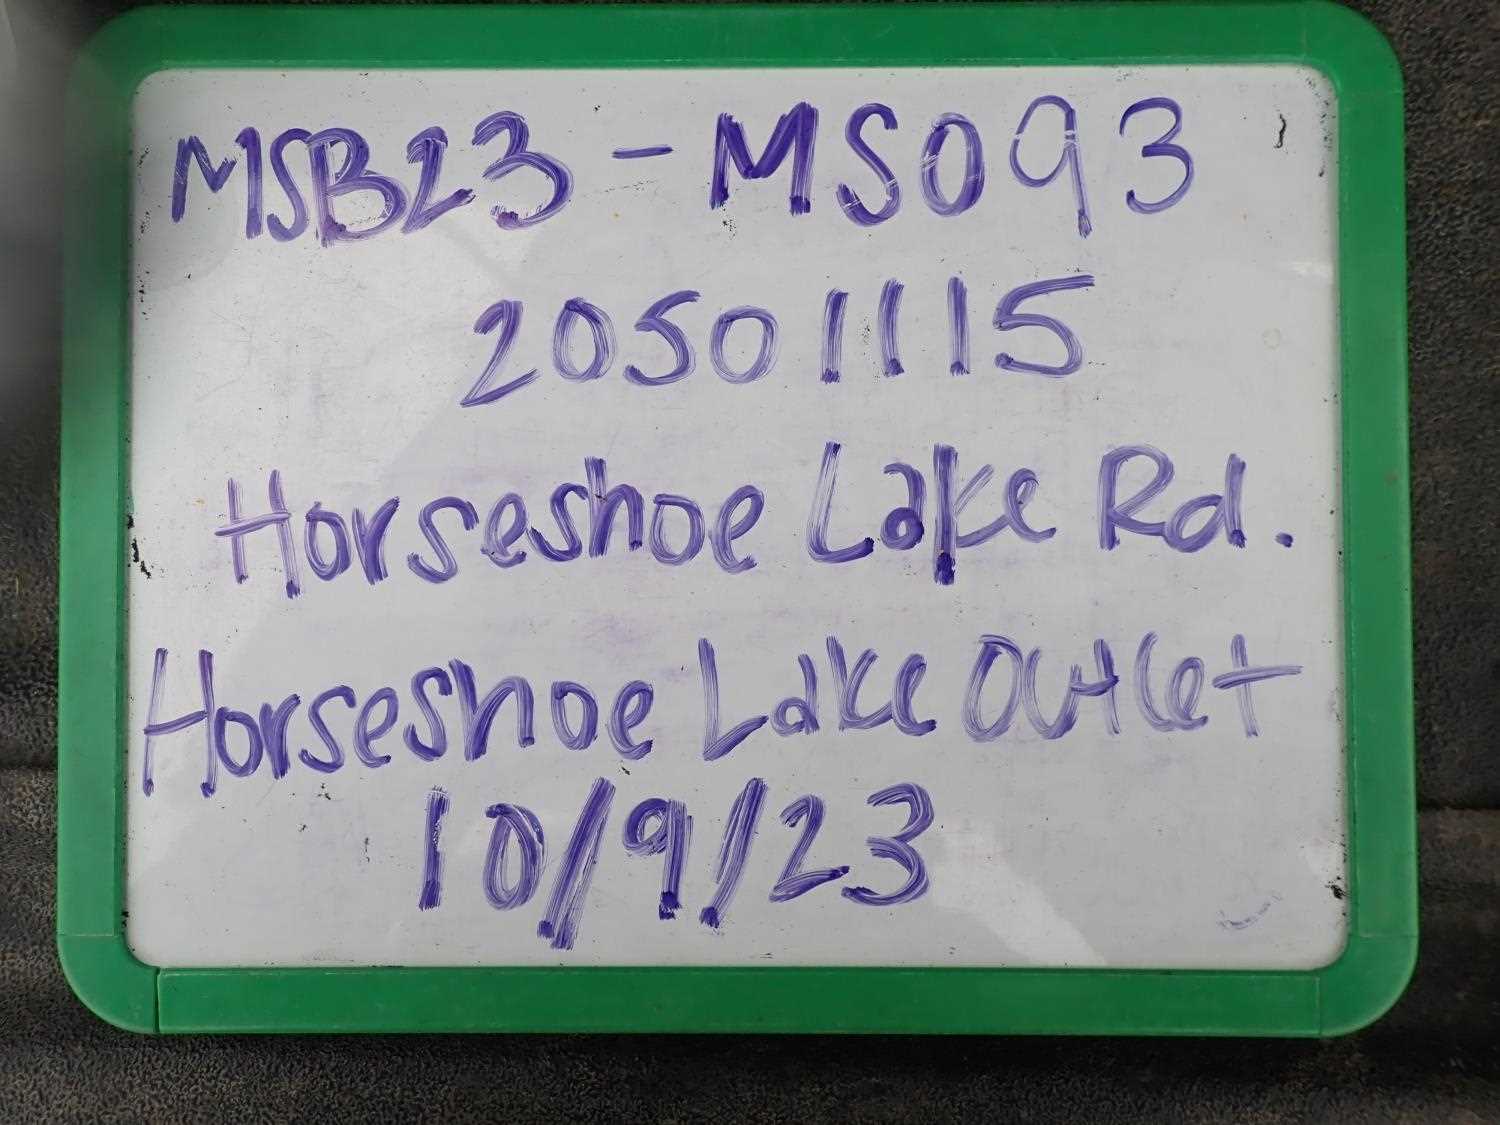 MSB23-MS093
20501115
Horseshoe Lake Rd.
Horseshoe Lake Outlet
10/9/23